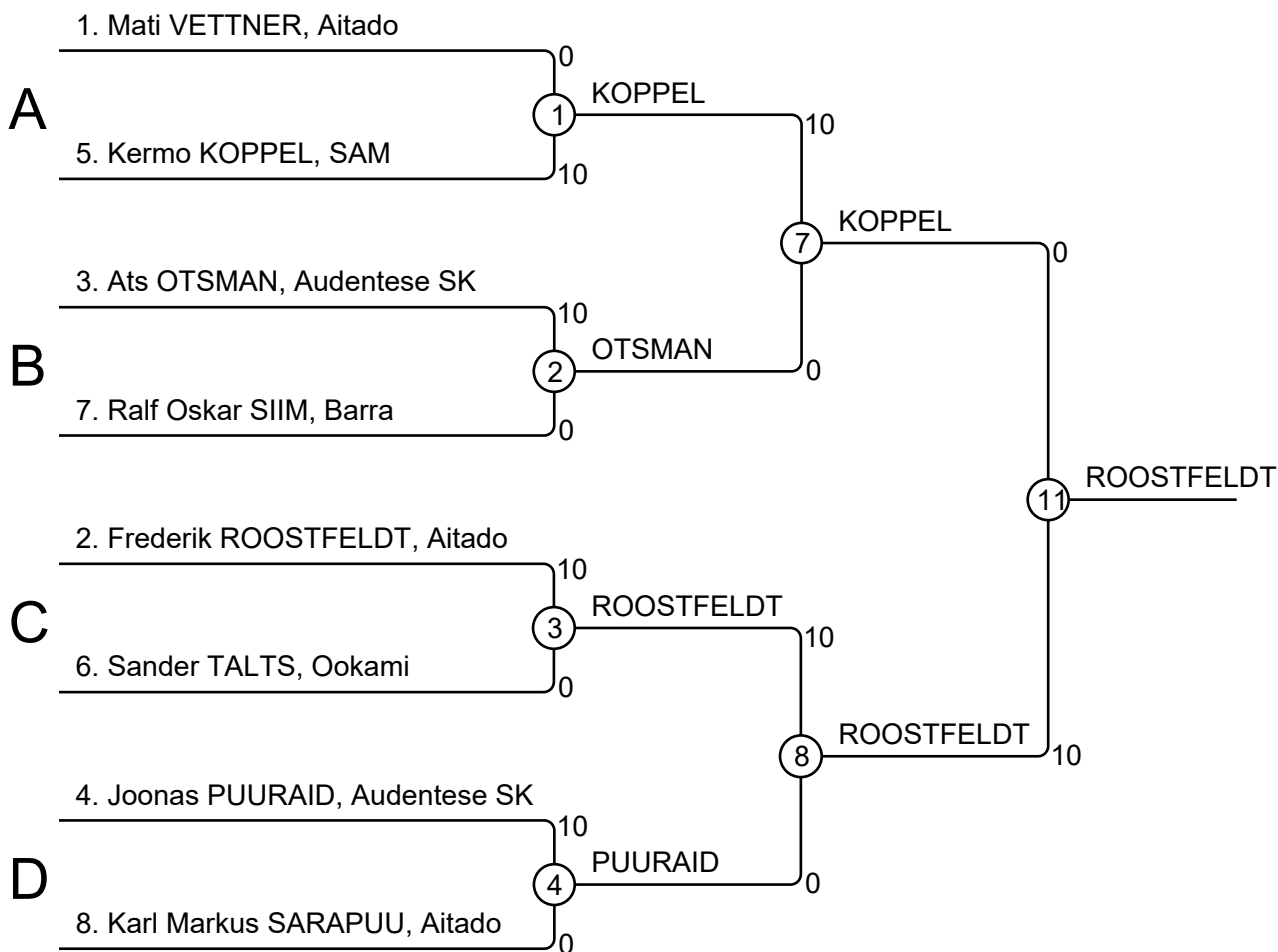 1. Mati VETTNER, Aitado
0
A
1
KOPPEL
10
5. Kermo KOPPEL, SAM
10
7
KOPPEL
0
3. Ats OTSMAN, Audentese SK
10
B
2
OTSMAN
0
7. Ralf Oskar SIIM, Barra
0
11
ROOSTFELDT
2. Frederik ROOSTFELDT, Aitado
10
C
3
ROOSTFELDT
10
6. Sander TALTS, Ookami
0
8
ROOSTFELDT
10
4. Joonas PUURAID, Audentese SK
10
D
4
PUURAID
0
8. Karl Markus SARAPUU, Aitado
0